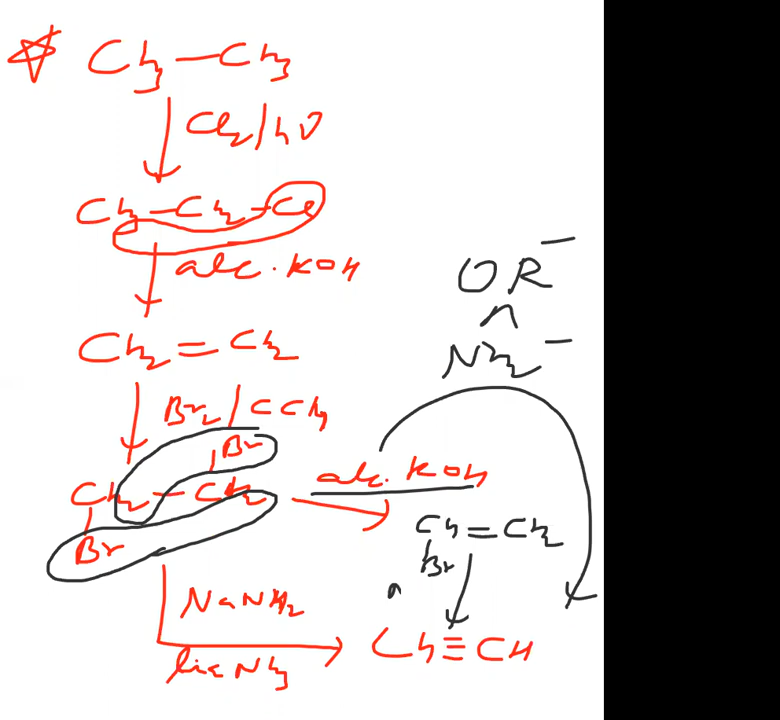 CH3—CH3
Cl2/hν
CH3—CH2—Cl
alc. KOH
CH2=CH2
Br2/CCl4
Br
CH2—CH2
Br
alc. KOH
OR⁻
^
NH2⁻
CH=CH2
Br
NaNH2
liq NH3
CH≡CH